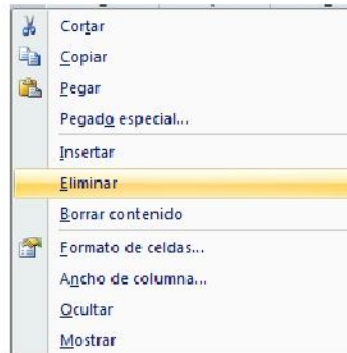 Cortar
Copiar
Pegar
Pegado especial...
Insertar
Eliminar
Borrar contenido
Formato de celdas...
Ancho de columna...
Ocultar
Mostrar